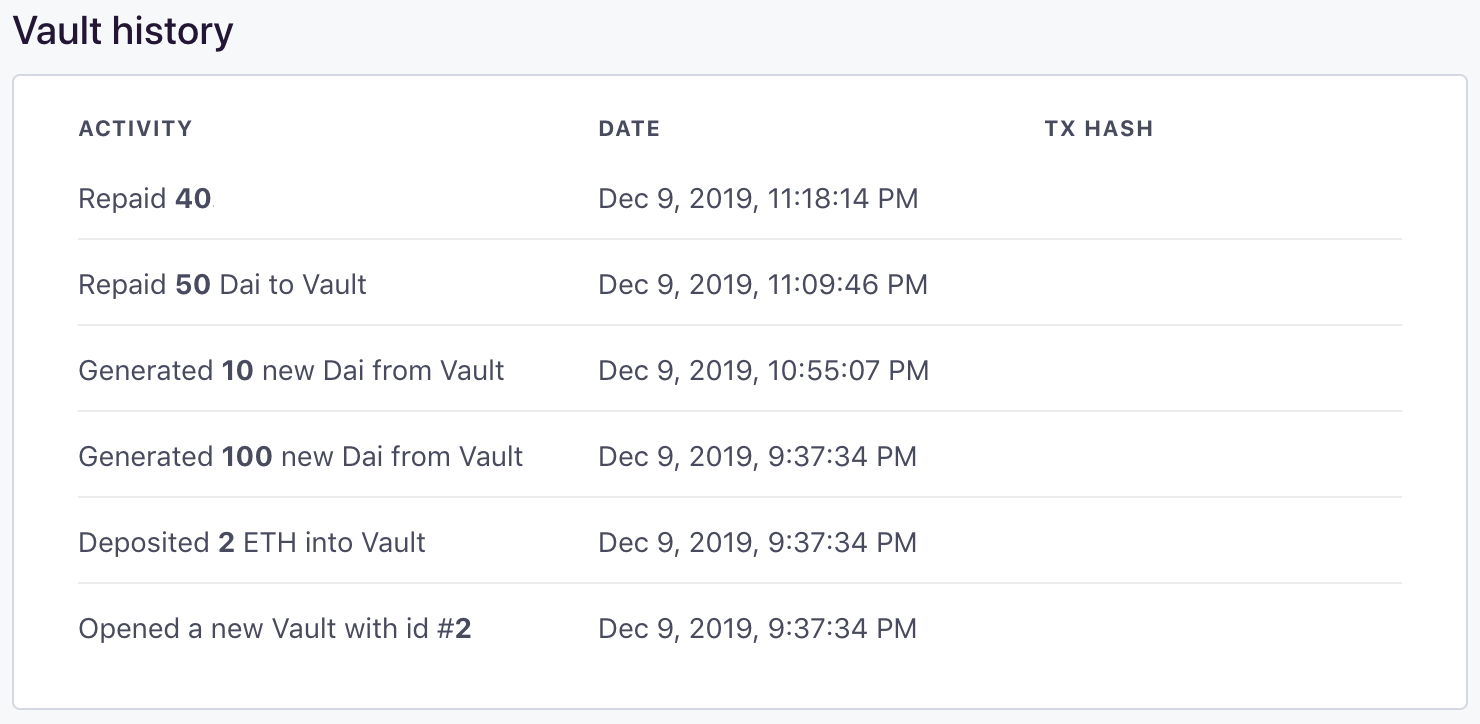 Vault history
ACTIVITY DATE TX HASH
Repaid 40. Dec 9, 2019, 11:18:14 PM
Repaid 50 Dai to Vault Dec 9, 2019, 11:09:46 PM
Generated 10 new Dai from Vault Dec 9, 2019, 10:55:07 PM
Generated 100 new Dai from Vault Dec 9, 2019, 9:37:34 PM
Deposited 2 ETH into Vault Dec 9, 2019, 9:37:34 PM
Opened a new Vault with id #2 Dec 9, 2019, 9:37:34 PM